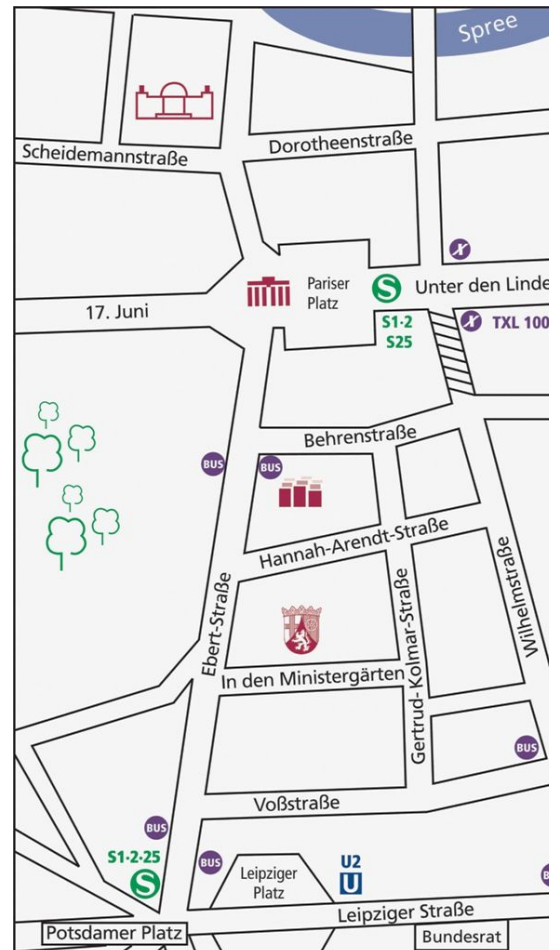 Spree
Scheidemannstraße
Dorotheenstraße
Pariser
Platz
S
Unter den Linde
17. Juni
S1·2
S25
X
X
TXL 100
Behrenstraße
BUS
BUS
Hannah-Arendt-Straße
Ebert-Straße
Gertrud-Kolmar-Straße
Wilhelmstraße
In den Ministergärten
BUS
Voßstraße
BUS
S1·2·25
S
BUS
Leipziger
Platz
U2
U
B
Leipziger Straße
Potsdamer Platz
Bundesrat